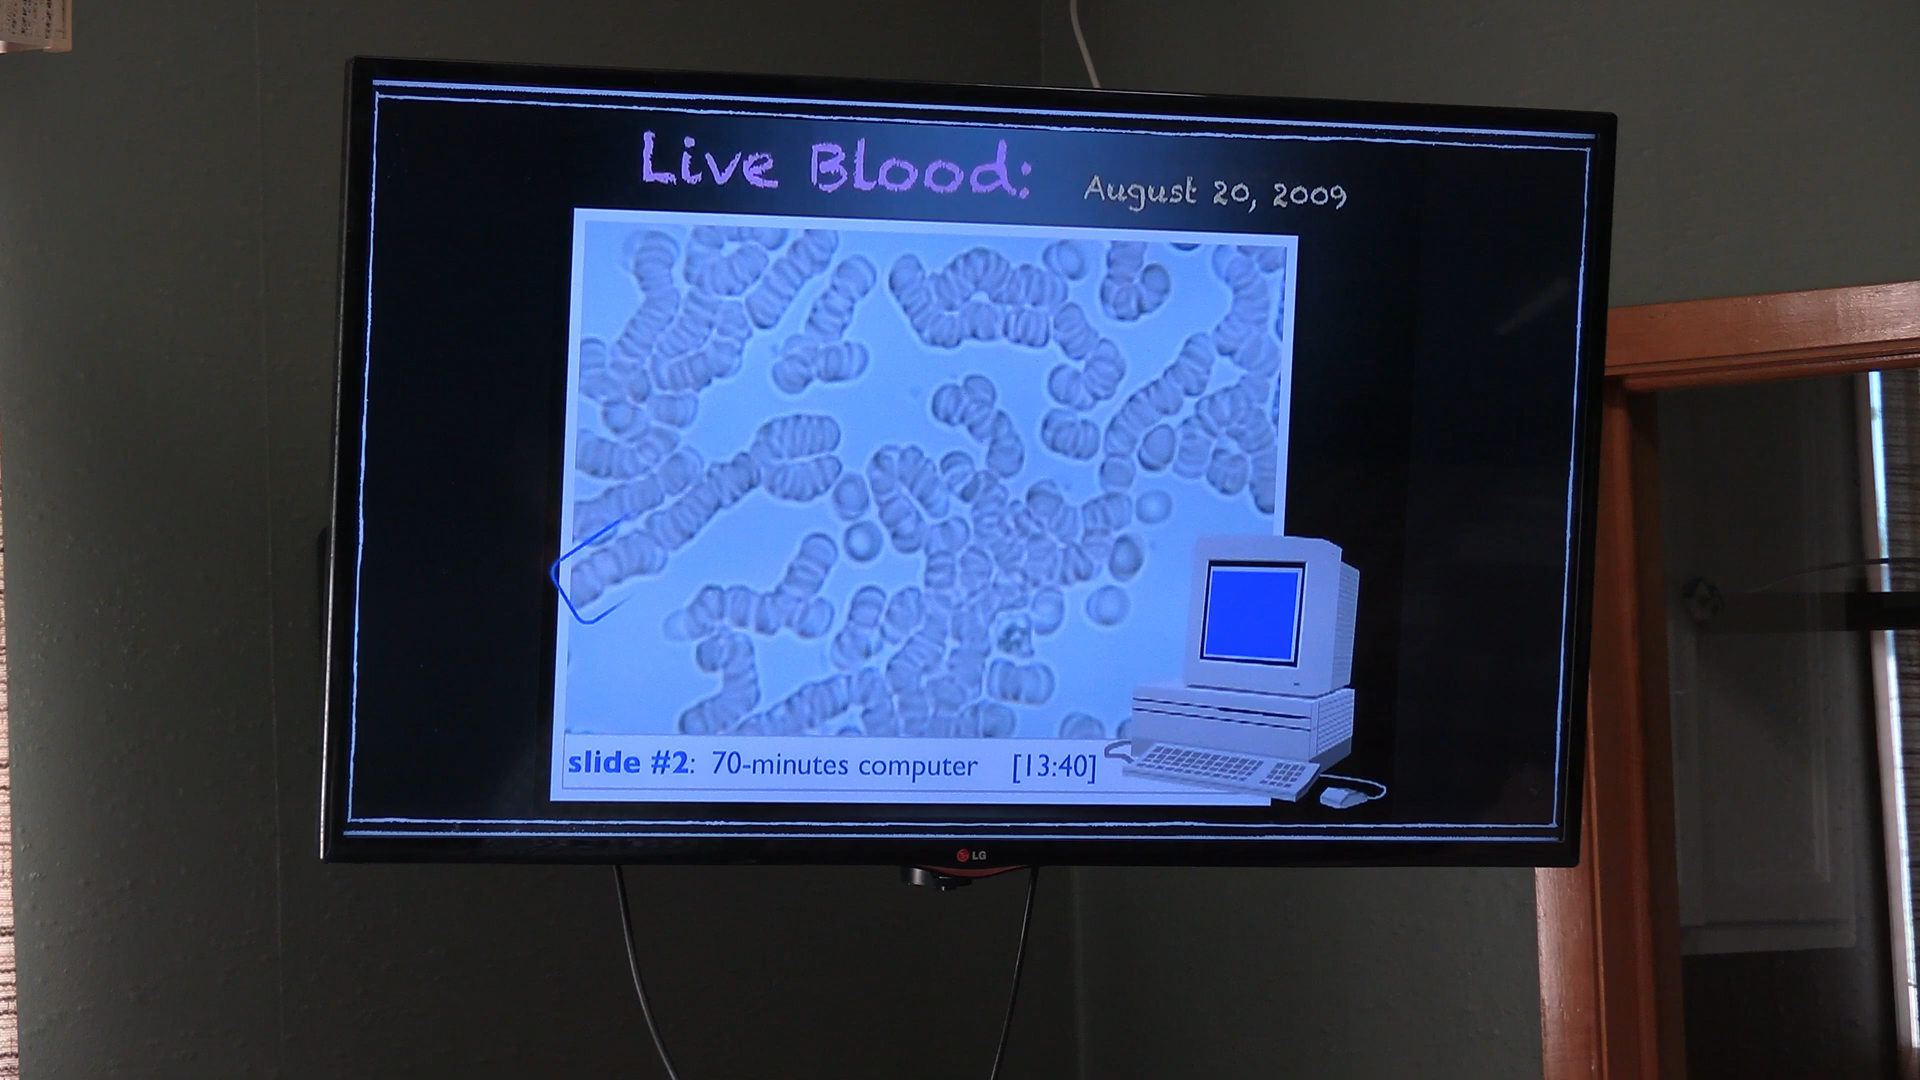 Live Blood: August 20, 2009
slide #2: 70-minutes computer [13:40]
LG